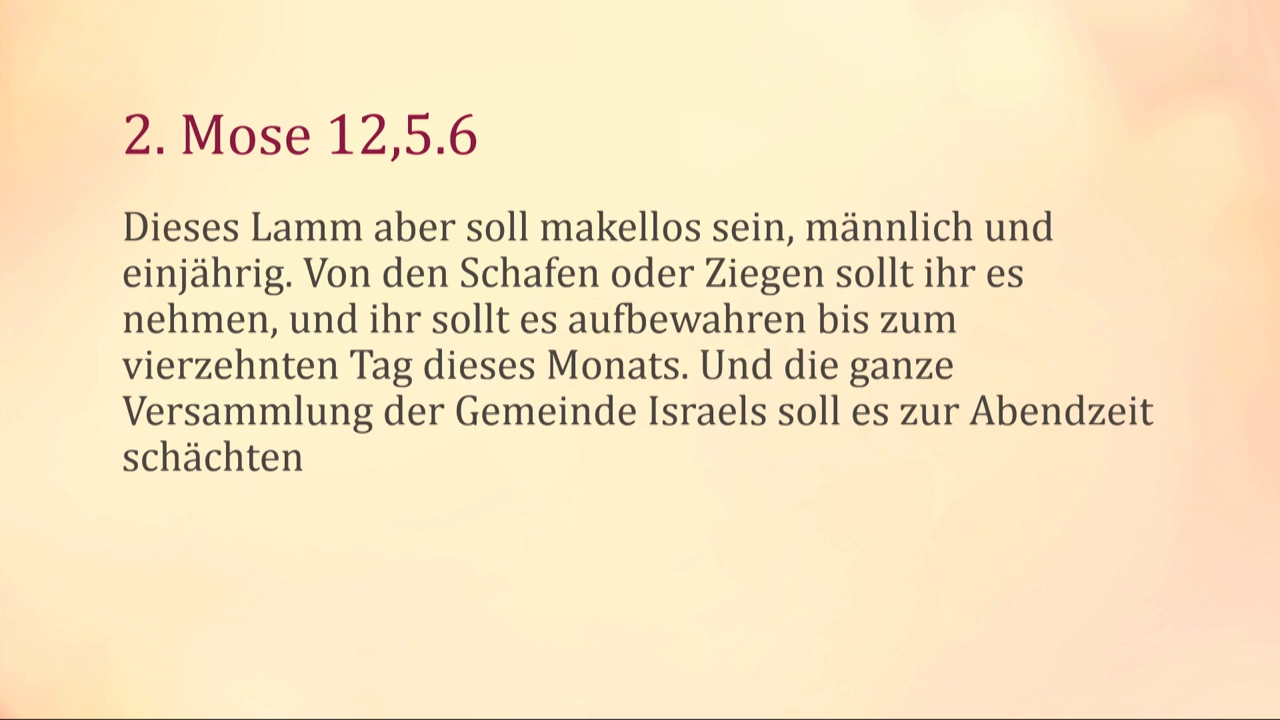 2. Mose 12,5.6
Dieses Lamm aber soll makellos sein, männlich und
einjährig. Von den Schafen oder Ziegen sollt ihr es
nehmen, und ihr sollt es aufbewahren bis zum
vierzehnten Tag dieses Monats. Und die ganze
Versammlung der Gemeinde Israels soll es zur Abendzeit
schächten